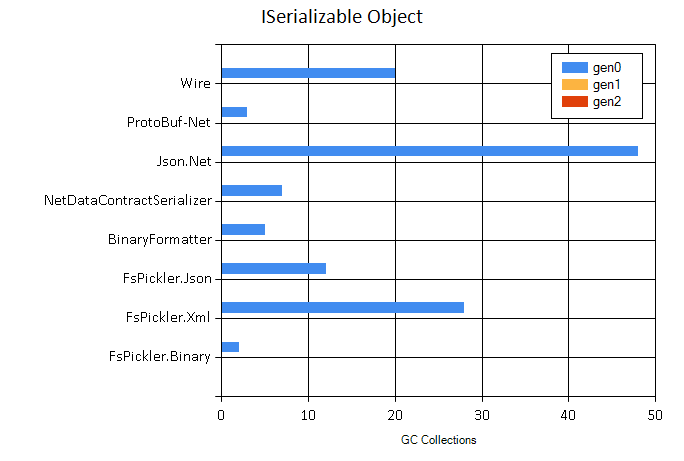 ISerializable Object
gen0
gen1
gen2
Wire
ProtoBuf-Net
Json.Net
NetDataContractSerializer
BinaryFormatter
FsPickler.Json
FsPickler.Xml
FsPickler.Binary
0 10 20 30 40 50
GC Collections